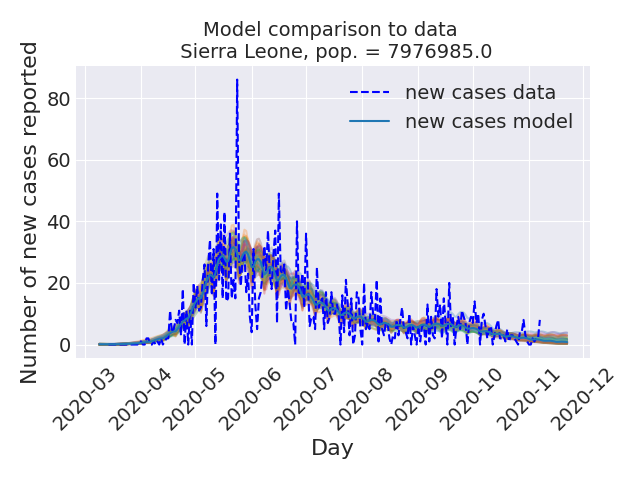 Model comparison to data
Sierra Leone, pop. = 7976985.0
Number of new cases reported
80
60
40
20
0
new cases data
new cases model
2020-03
2020-04
2020-05
2020-06
2020-07
2020-08
2020-09
2020-10
2020-11
2020-12
Day